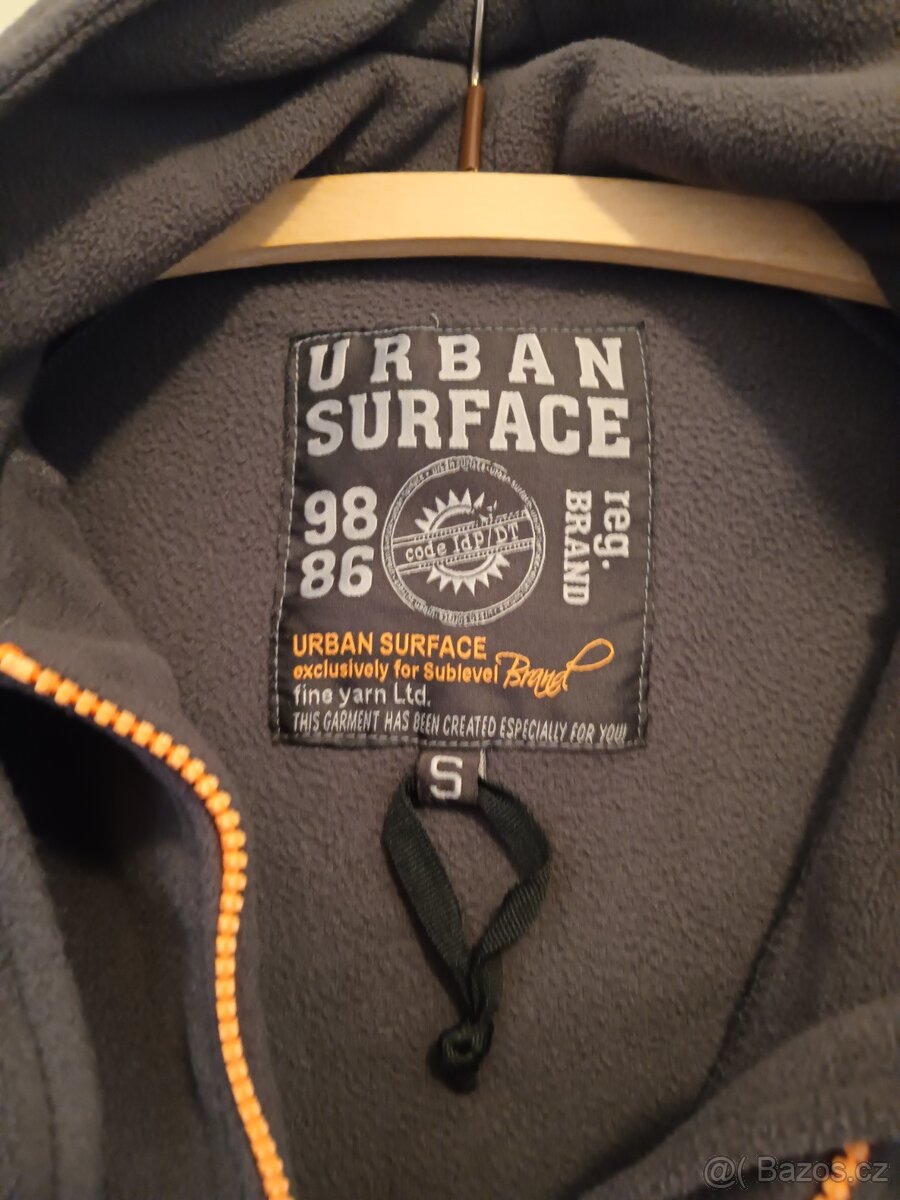 URBAN
SURFACE
98
86
code Idp/DT
reg.
BRAND
URBAN SURFACE
exclusively for Sublevel Brand
fine yarn Ltd.
THIS GARMENT HAS BEEN CREATED ESPECIALLY FOR YOU!
S
@( Bazos.cz